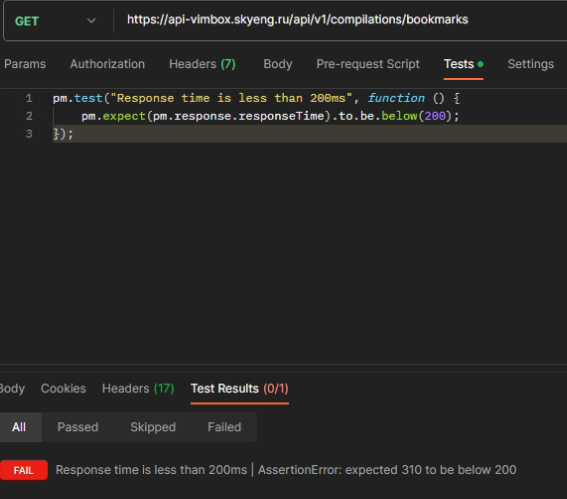 GET https://api-vimbox.skyeng.ru/api/v1/compilations/bookmarks
Params Authorization Headers (7) Body Pre-request Script Tests Settings
1 pm.test("Response time is less than 200ms", function () {
2 pm.expect(pm.response.responseTime).to.be.below(200);
3 });
Body Cookies Headers (17) Test Results (0/1)
All Passed Skipped Failed
FAIL Response time is less than 200ms | AssertionError: expected 310 to be below 200